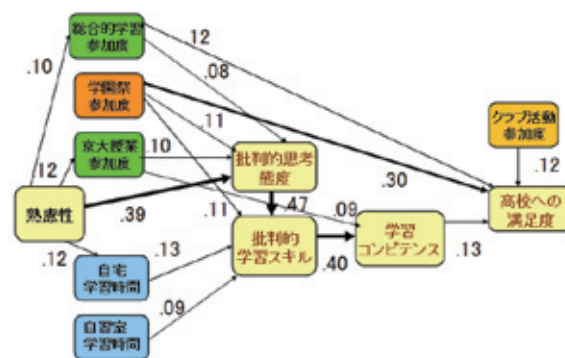 総合的学習
参加度
.12
.10
.08
学園祭
参加度
.11
クラブ活動
参加度
京大授業
参加度
.10
批判的思考
態度
.30
.12
.12
熟慮性
.39
.11
.47
.09
高校への
満足度
批判的
学習スキル
学習
コンピテンス
.13
.12
.13
.40
自宅
学習時間
.09
自習室
学習時間